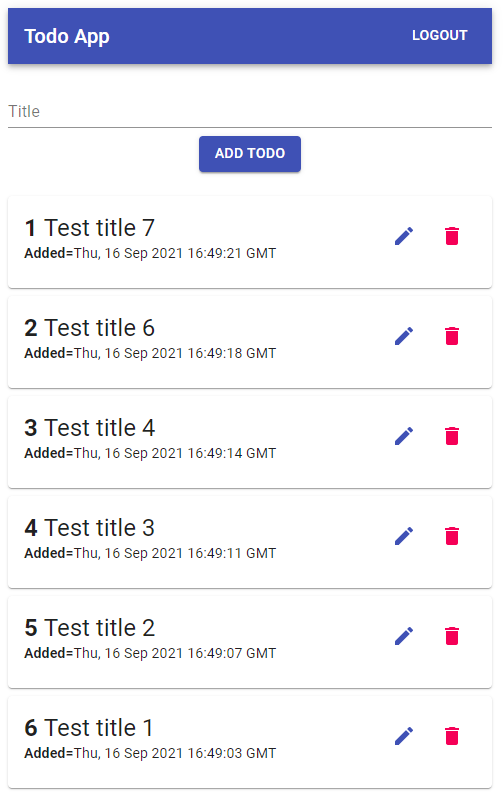 Todo App
LOGOUT
Title
ADD TODO
1 Test title 7
Added=Thu, 16 Sep 2021 16:49:21 GMT
2 Test title 6
Added=Thu, 16 Sep 2021 16:49:18 GMT
3 Test title 4
Added=Thu, 16 Sep 2021 16:49:14 GMT
4 Test title 3
Added=Thu, 16 Sep 2021 16:49:11 GMT
5 Test title 2
Added=Thu, 16 Sep 2021 16:49:07 GMT
6 Test title 1
Added=Thu, 16 Sep 2021 16:49:03 GMT